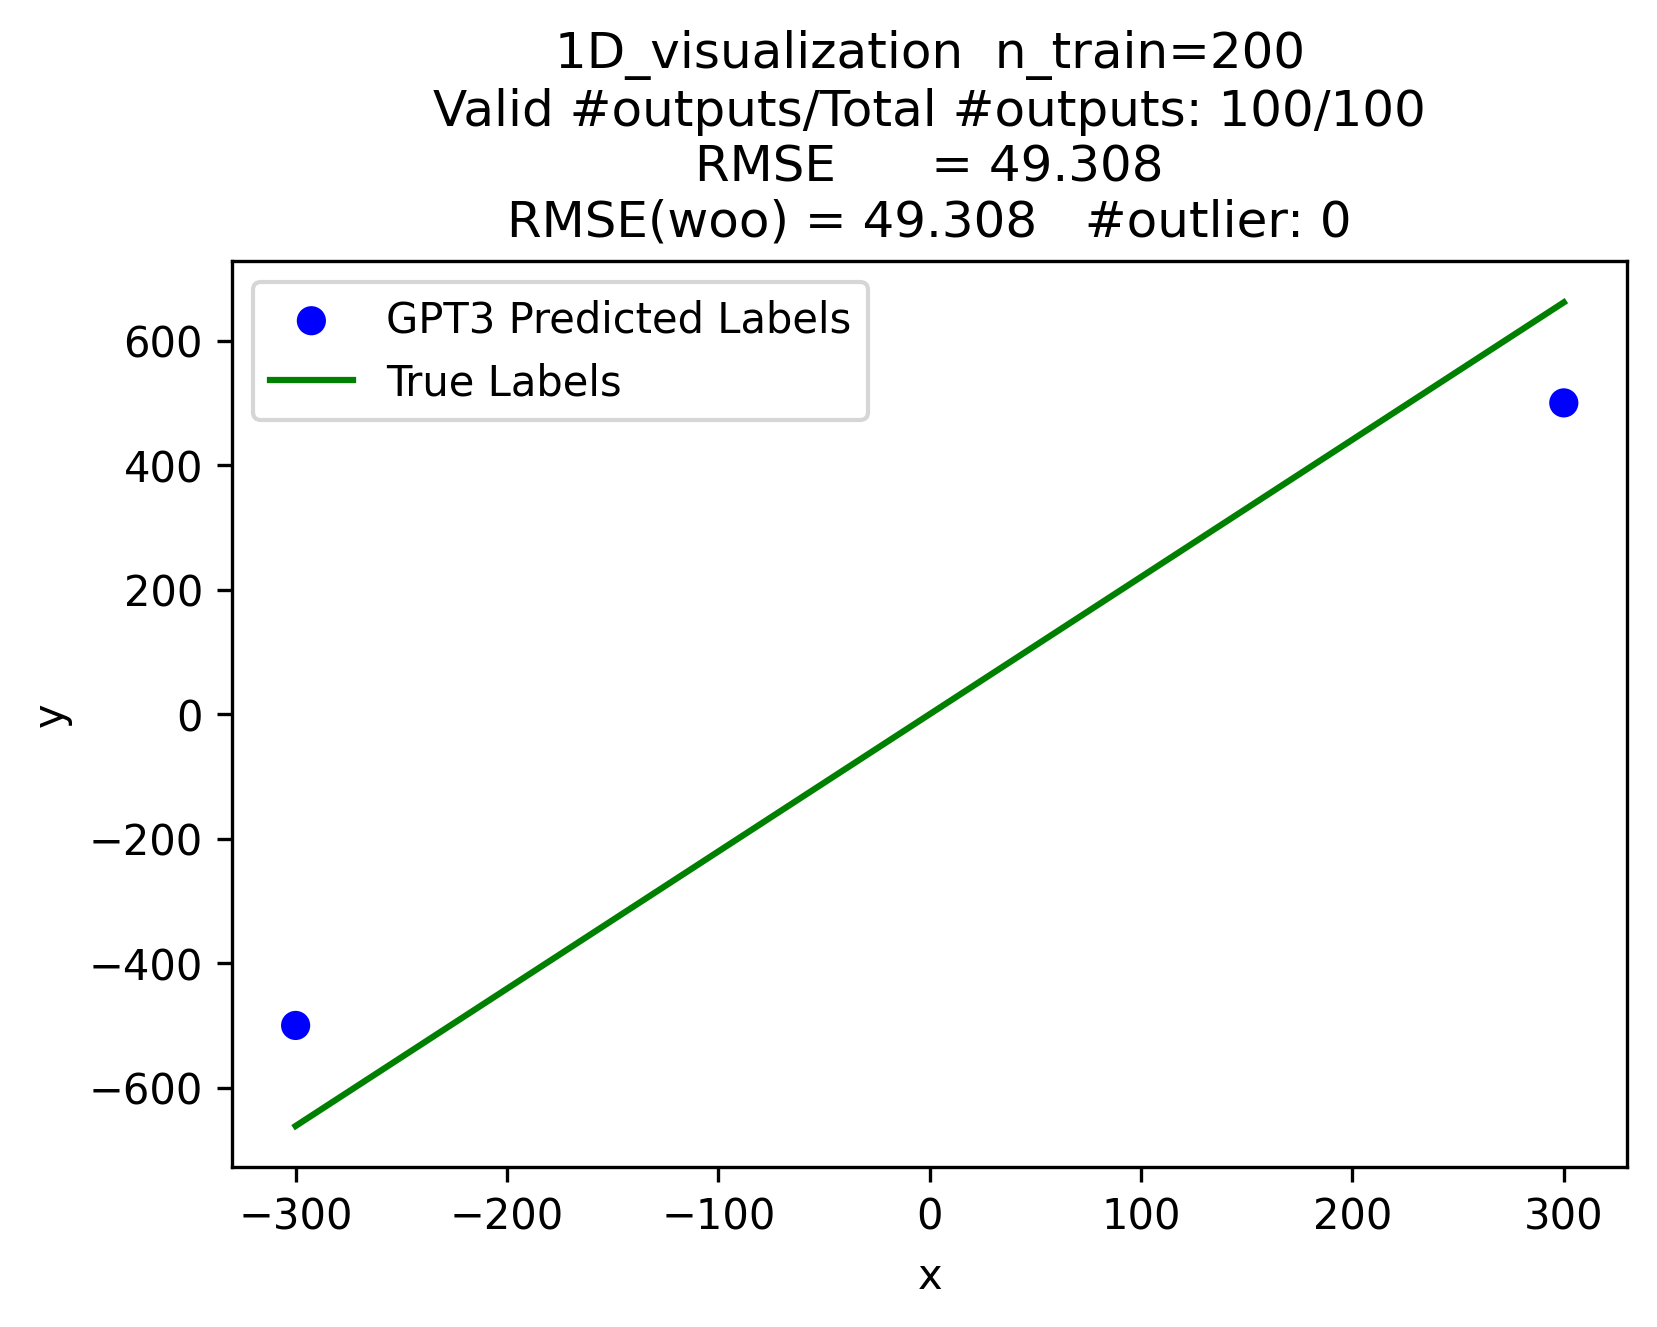 1D_visualization  n_train=200
Valid #outputs/Total #outputs: 100/100
RMSE      = 49.308
RMSE(woo) = 49.308   #outlier: 0
GPT3 Predicted Labels
True Labels
600
400
200
0
−200
−400
−600
y
−300 −200 −100 0 100 200 300
x